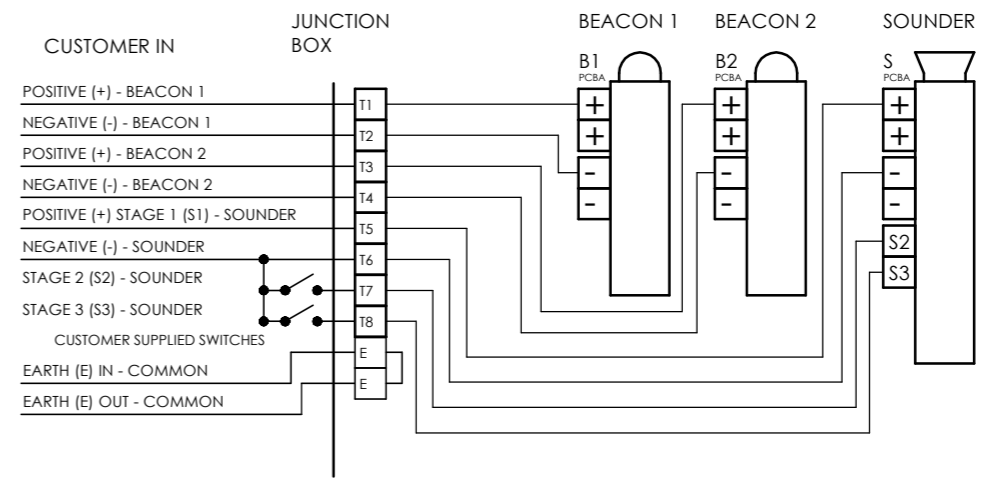 CUSTOMER IN
JUNCTION
BOX
BEACON 1
BEACON 2
SOUNDER
B1
PCBA
B2
PCBA
S
PCBA
POSITIVE (+) - BEACON 1
T1
+
+
+
NEGATIVE (-) - BEACON 1
T2
+
+
+
POSITIVE (+) - BEACON 2
T3
-
-
-
NEGATIVE (-) - BEACON 2
T4
-
-
-
POSITIVE (+) STAGE 1 (S1) - SOUNDER
T5
S2
NEGATIVE (-) - SOUNDER
T6
S3
STAGE 2 (S2) - SOUNDER
T7
STAGE 3 (S3) - SOUNDER
T8
CUSTOMER SUPPLIED SWITCHES
E
EARTH (E) IN - COMMON
E
EARTH (E) OUT - COMMON